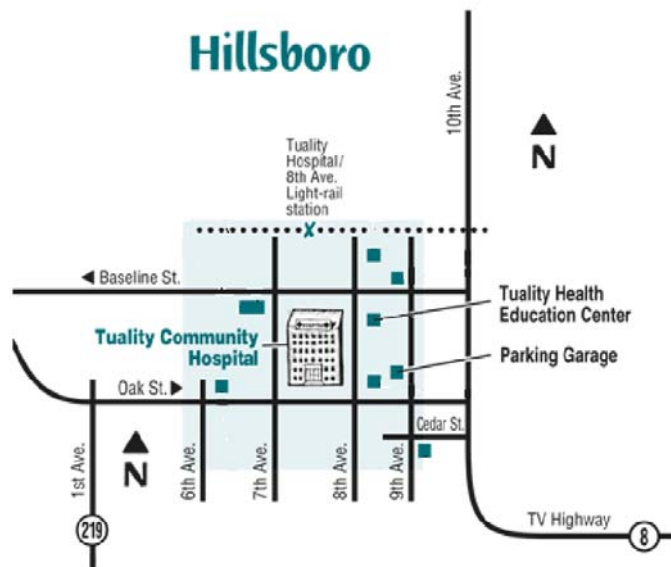 Hillsboro
10th Ave.
N
Tuality
Hospital/
8th Ave.
Light-rail
station
X
Baseline St.
Tuality Health
Education Center
Tuality Community
Hospital
Parking Garage
Oak St.
Cedar St.
N
1st Ave.
6th Ave.
7th Ave.
8th Ave.
9th Ave.
219
TV Highway
8